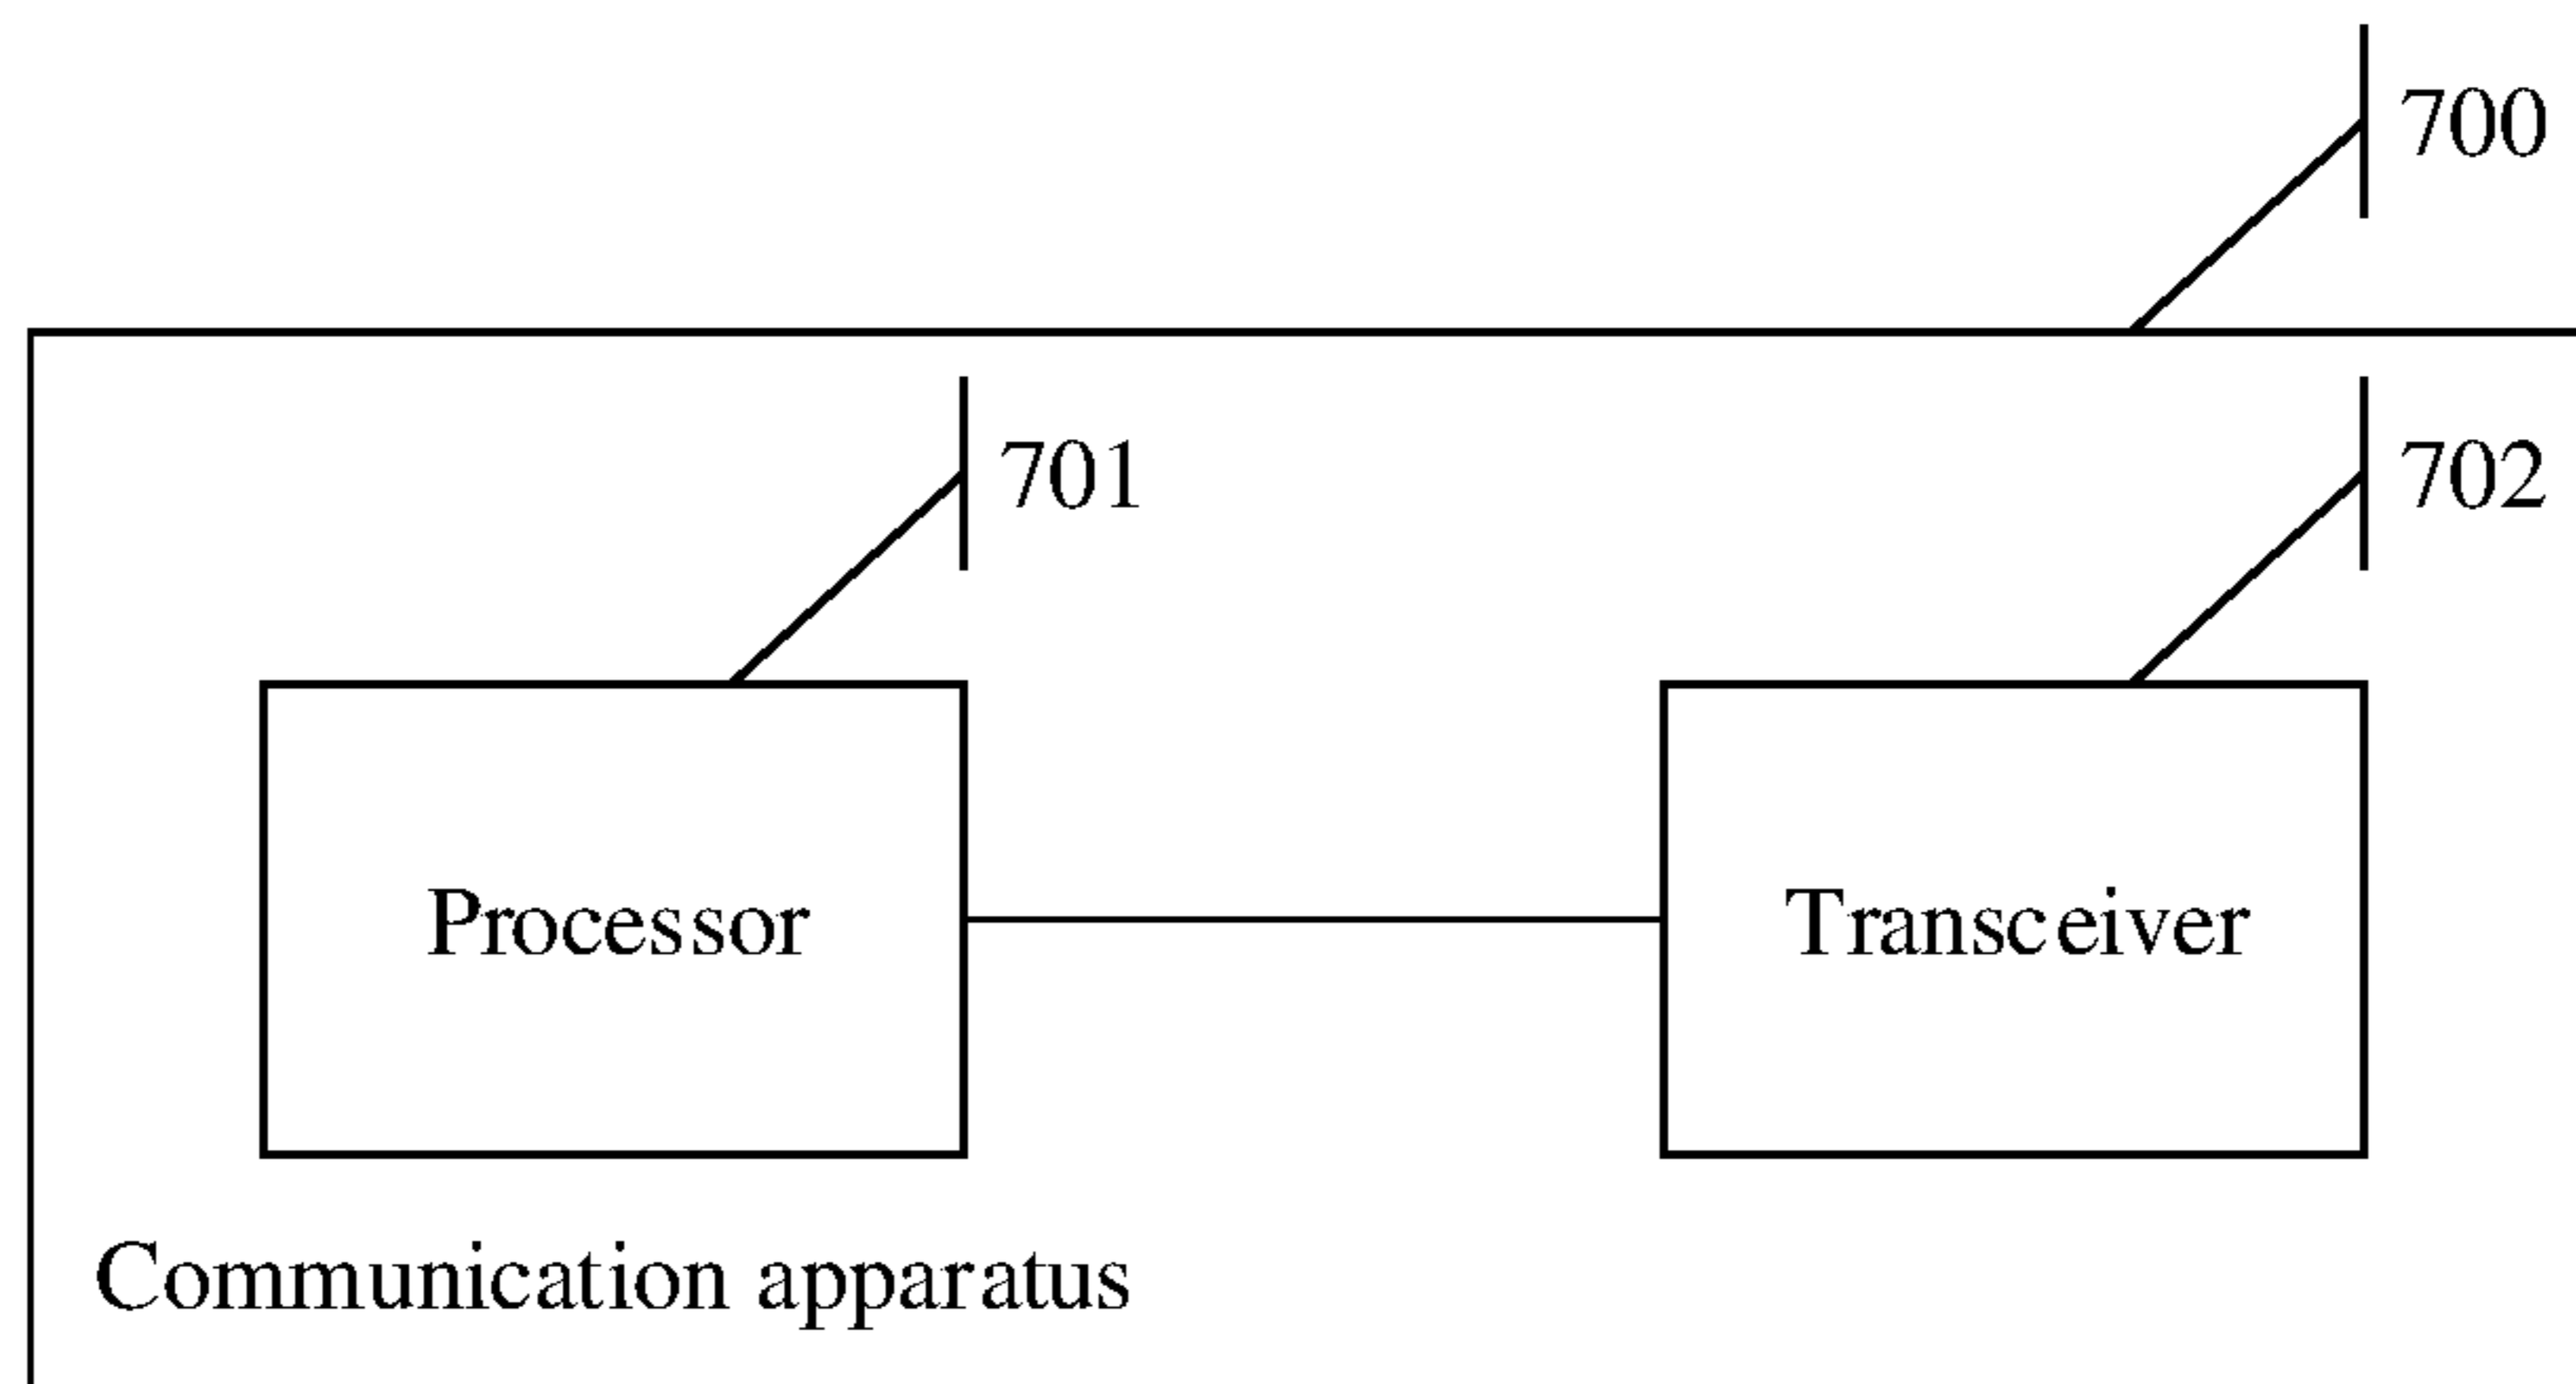 700
701
702
Processor
Transceiver
Communication apparatus